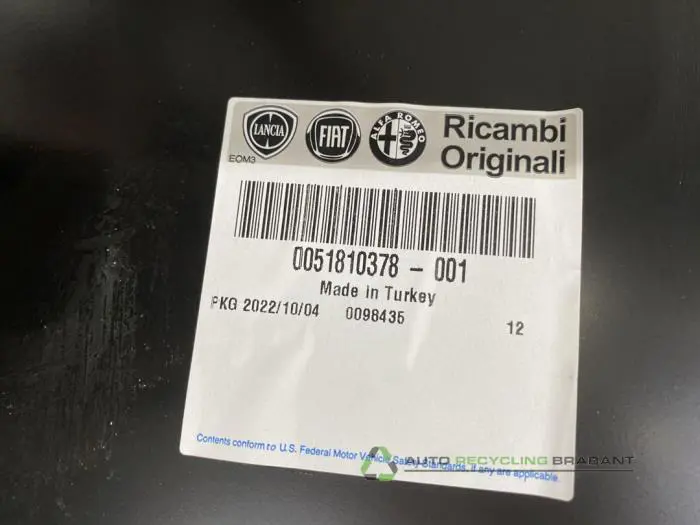 LANCIA
FIAT
ALFA ROMEO
Ricambi
Originali
EOM3
0051810378 - 001
Made in Turkey
PKG 2022/10/04 0098435 12
Contents conform to U.S. Federal Motor Vehicle Safety Standards, if any are applicable.
AUTO RECYCLING BRABANT